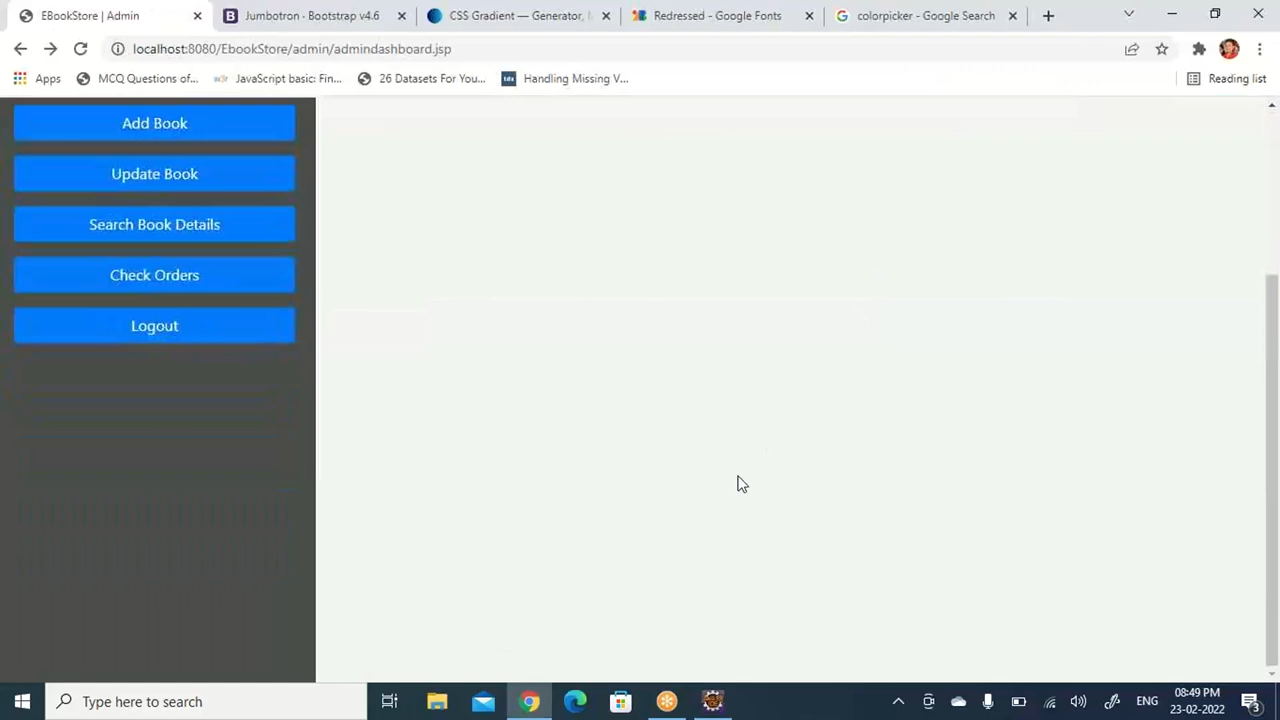 EBookStore | Admin
Jumbotron · Bootstrap v4.6
CSS Gradient — Generator, M
Redressed - Google Fonts
colorpicker - Google Search
localhost:8080/EbookStore/admin/admindashboard.jsp
Apps
MCQ Questions of...
w3r
JavaScript basic: Fin...
26 Datasets For You...
tds
Handling Missing V...
Reading list
Add Book
Update Book
Search Book Details
Check Orders
Logout
Type here to search
ENG
08:49 PM
23-02-2022
3